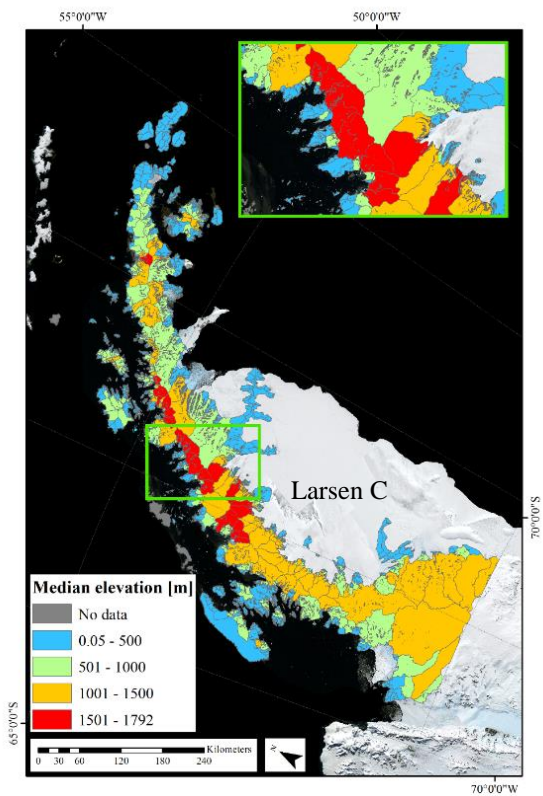 55°0'0"W
50°0'0"W
Larsen C
70°0'0"S
Median elevation [m]
No data
0.05 - 500
501 - 1000
1001 - 1500
1501 - 1792
65°0'0"S
Kilometers
0 30 60 120 180 240
N
70°0'0"W